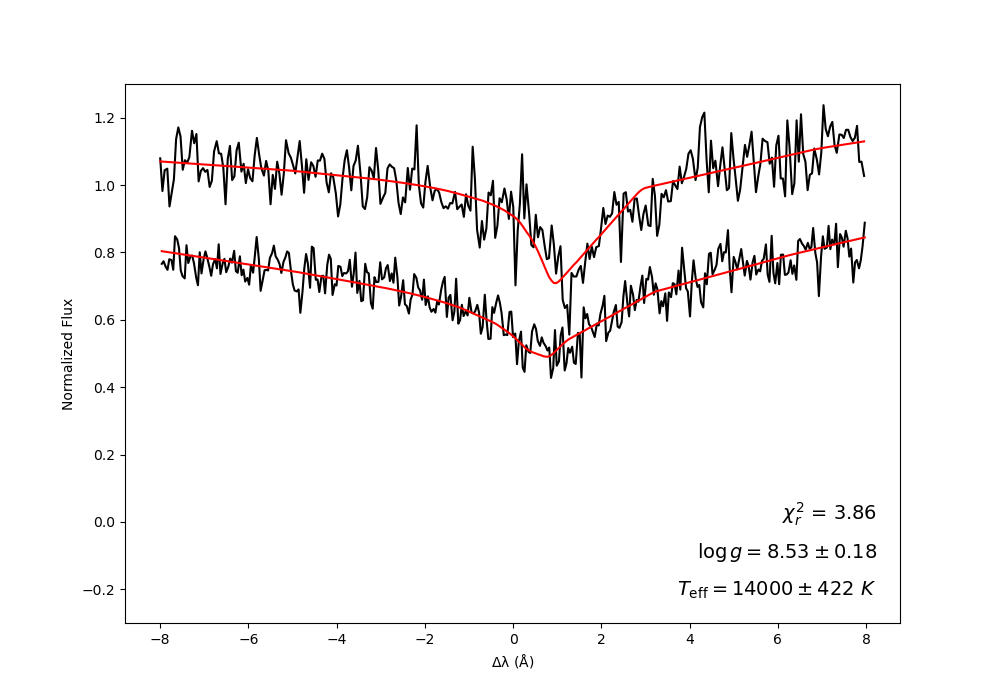 1.2
1.0
0.8
0.6
0.4
0.2
0.0
−0.2
Normalized Flux
χ²ᵣ = 3.86
log g = 8.53 ± 0.18
T_eff = 14000 ± 422 K
−8 −6 −4 −2 0 2 4 6 8
Δλ (Å)